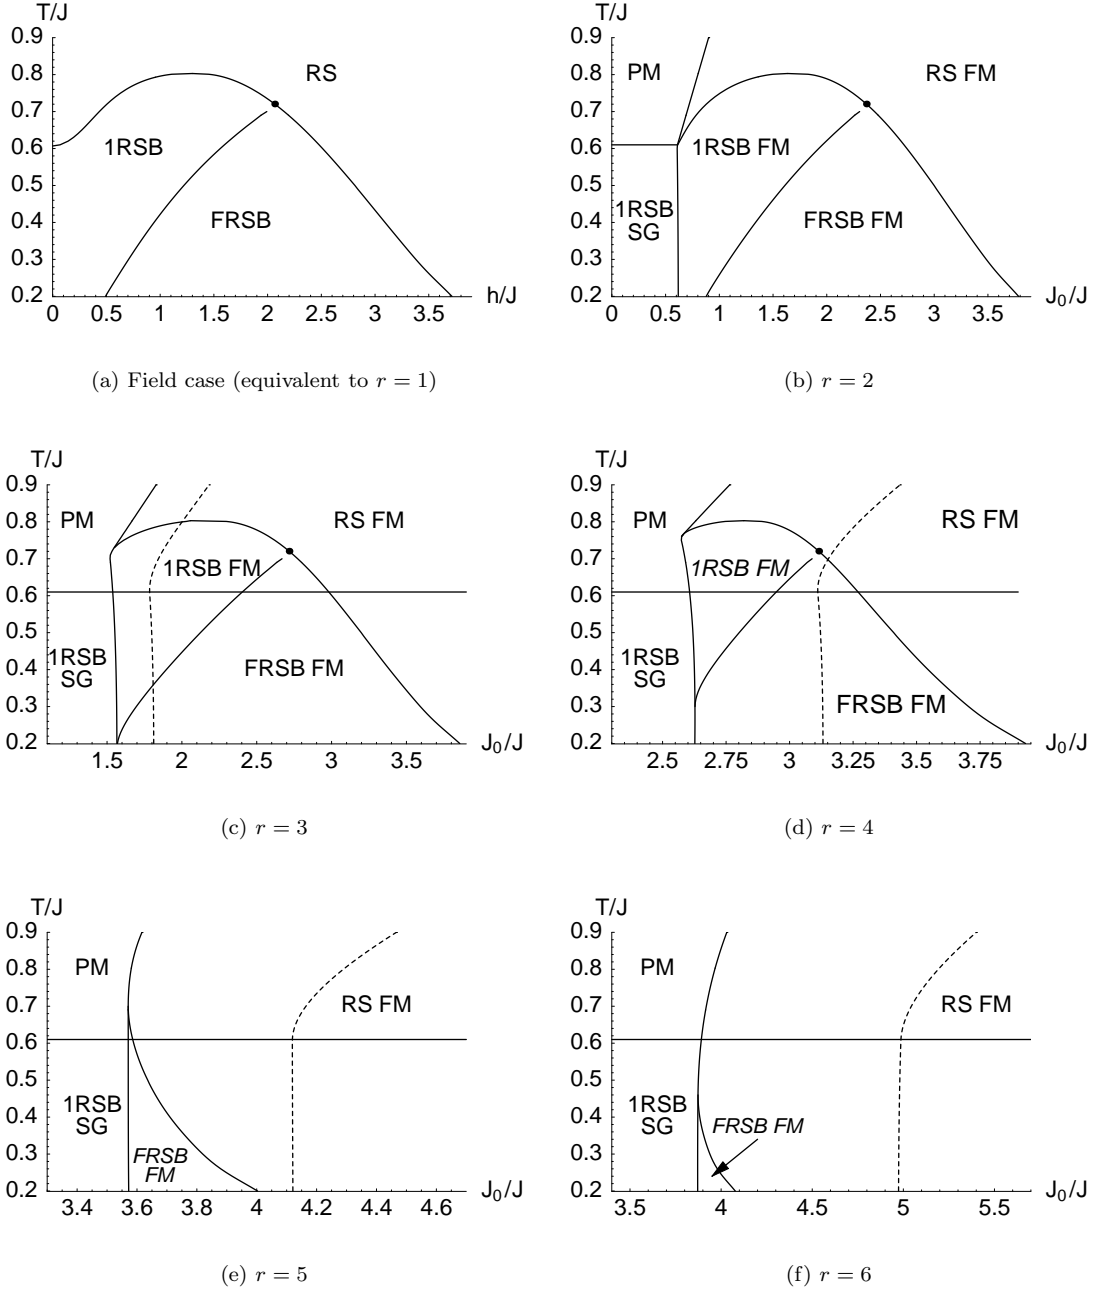 T/J
0.9
0.8
0.7
0.6
0.5
0.4
0.3
0.2
RS
1RSB
FRSB
h/J
0 0.5 1 1.5 2 2.5 3 3.5
(a) Field case (equivalent to r = 1)
T/J
0.9
0.8
0.7
0.6
0.5
0.4
0.3
0.2
PM
RS FM
1RSB FM
1RSB
SG
FRSB FM
J0/J
0 0.5 1 1.5 2 2.5 3 3.5
(b) r = 2
T/J
0.9
0.8
0.7
0.6
0.5
0.4
0.3
0.2
PM
RS FM
1RSB FM
1RSB
SG
FRSB FM
J0/J
1.5 2 2.5 3 3.5
(c) r = 3
T/J
0.9
0.8
0.7
0.6
0.5
0.4
0.3
0.2
PM
RS FM
1RSB FM
1RSB
SG
FRSB FM
J0/J
2.5 2.75 3 3.25 3.5 3.75
(d) r = 4
T/J
0.9
0.8
0.7
0.6
0.5
0.4
0.3
0.2
PM
RS FM
1RSB
SG
FRSB
FM
J0/J
3.4 3.6 3.8 4 4.2 4.4 4.6
(e) r = 5
T/J
0.9
0.8
0.7
0.6
0.5
0.4
0.3
0.2
PM
RS FM
1RSB
SG
FRSB FM
J0/J
3.5 4 4.5 5 5.5
(f) r = 6